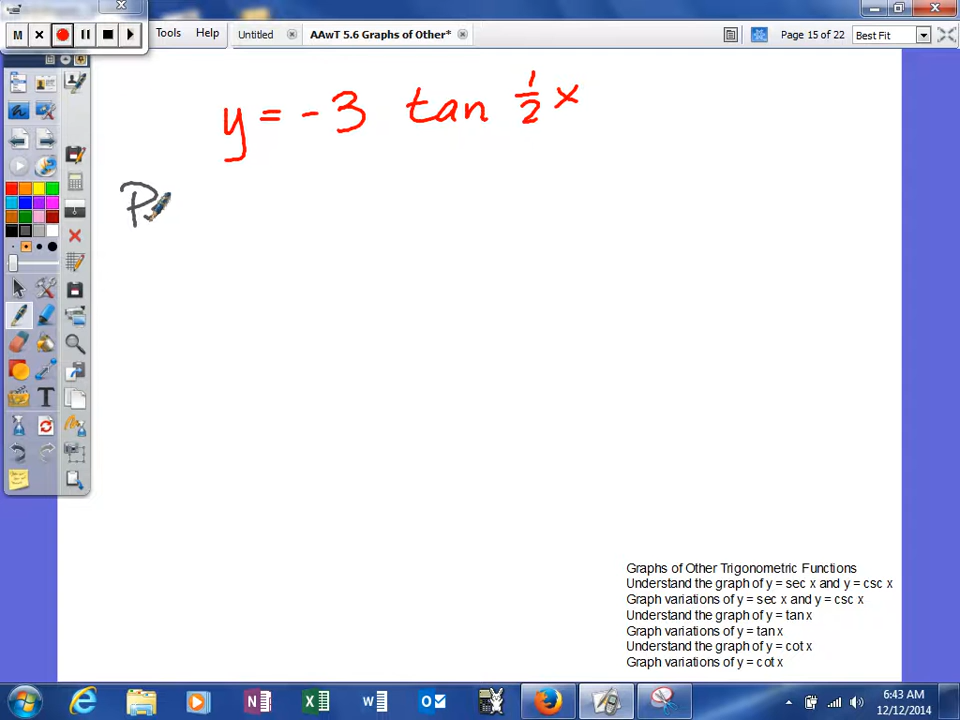 M
Tools Help Untitled AAwT 5.6 Graphs of Other* Page 15 of 22 Best Fit
y = -3 tan 1/2 x
P
T
Graphs of Other Trigonometric Functions
Understand the graph of y = sec x and y = csc x
Graph variations of y = sec x and y = csc x
Understand the graph of y = tan x
Graph variations of y = tan x
Understand the graph of y = cot x
Graph variations of y = cot x
6:43 AM
12/12/2014